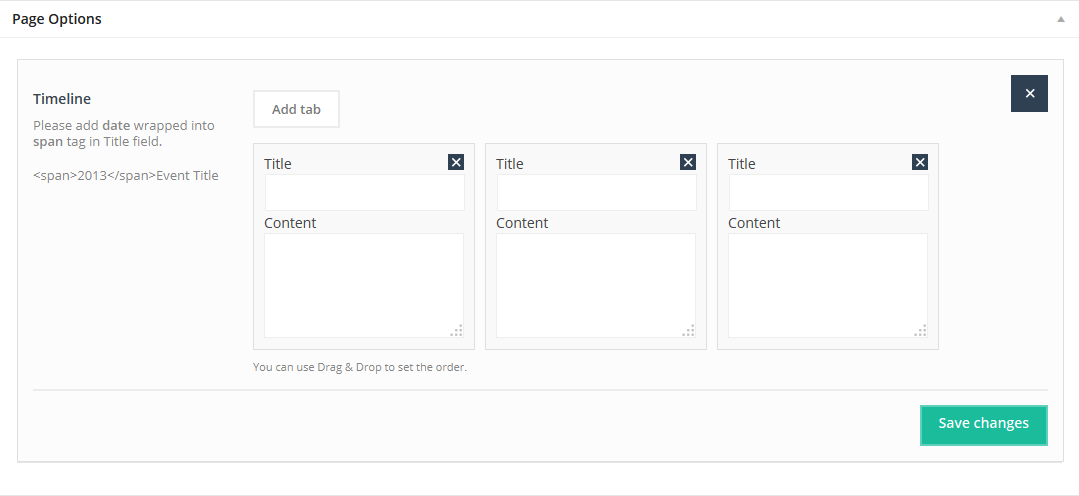 Page Options
Timeline
Please add date wrapped into
span tag in Title field.
<span>2013</span>Event Title
Add tab
Title
Title
Title
Content
Content
Content
You can use Drag & Drop to set the order.
Save changes